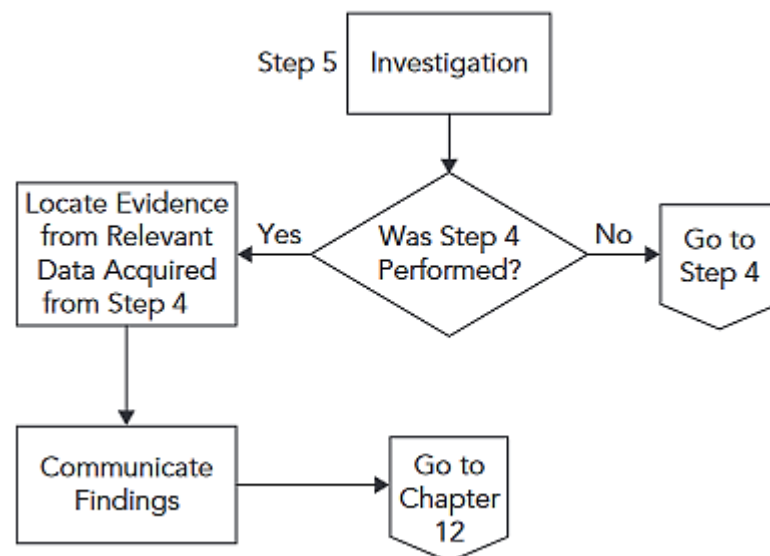 Step 5
Investigation
Was Step 4
Performed?
Yes
No
Locate Evidence
from Relevant
Data Acquired
from Step 4
Go to
Step 4
Communicate
Findings
Go to
Chapter
12